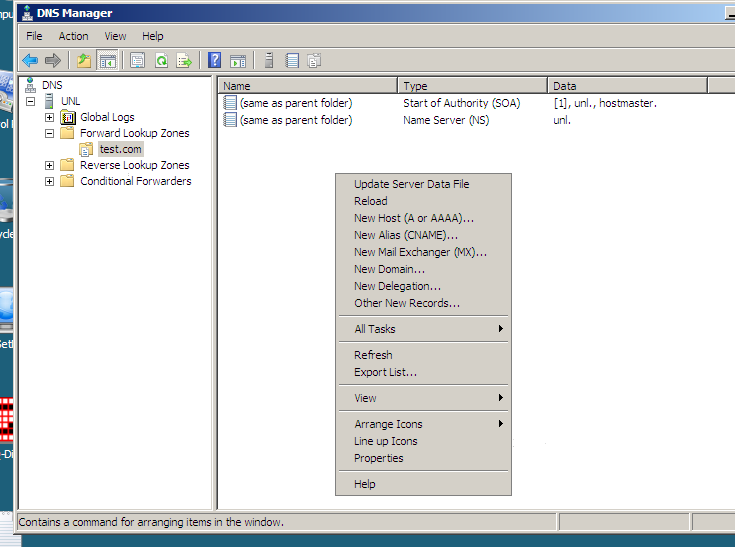 DNS Manager
File Action View Help
DNS
UNL
Global Logs
Forward Lookup Zones
test.com
Reverse Lookup Zones
Conditional Forwarders
Name Type Data
(same as parent folder) Start of Authority (SOA) [1], unl., hostmaster.
(same as parent folder) Name Server (NS) unl.
Update Server Data File
Reload
New Host (A or AAAA)...
New Alias (CNAME)...
New Mail Exchanger (MX)...
New Domain...
New Delegation...
Other New Records...
All Tasks
Refresh
Export List...
View
Arrange Icons
Line up Icons
Properties
Help
Contains a command for arranging items in the window.